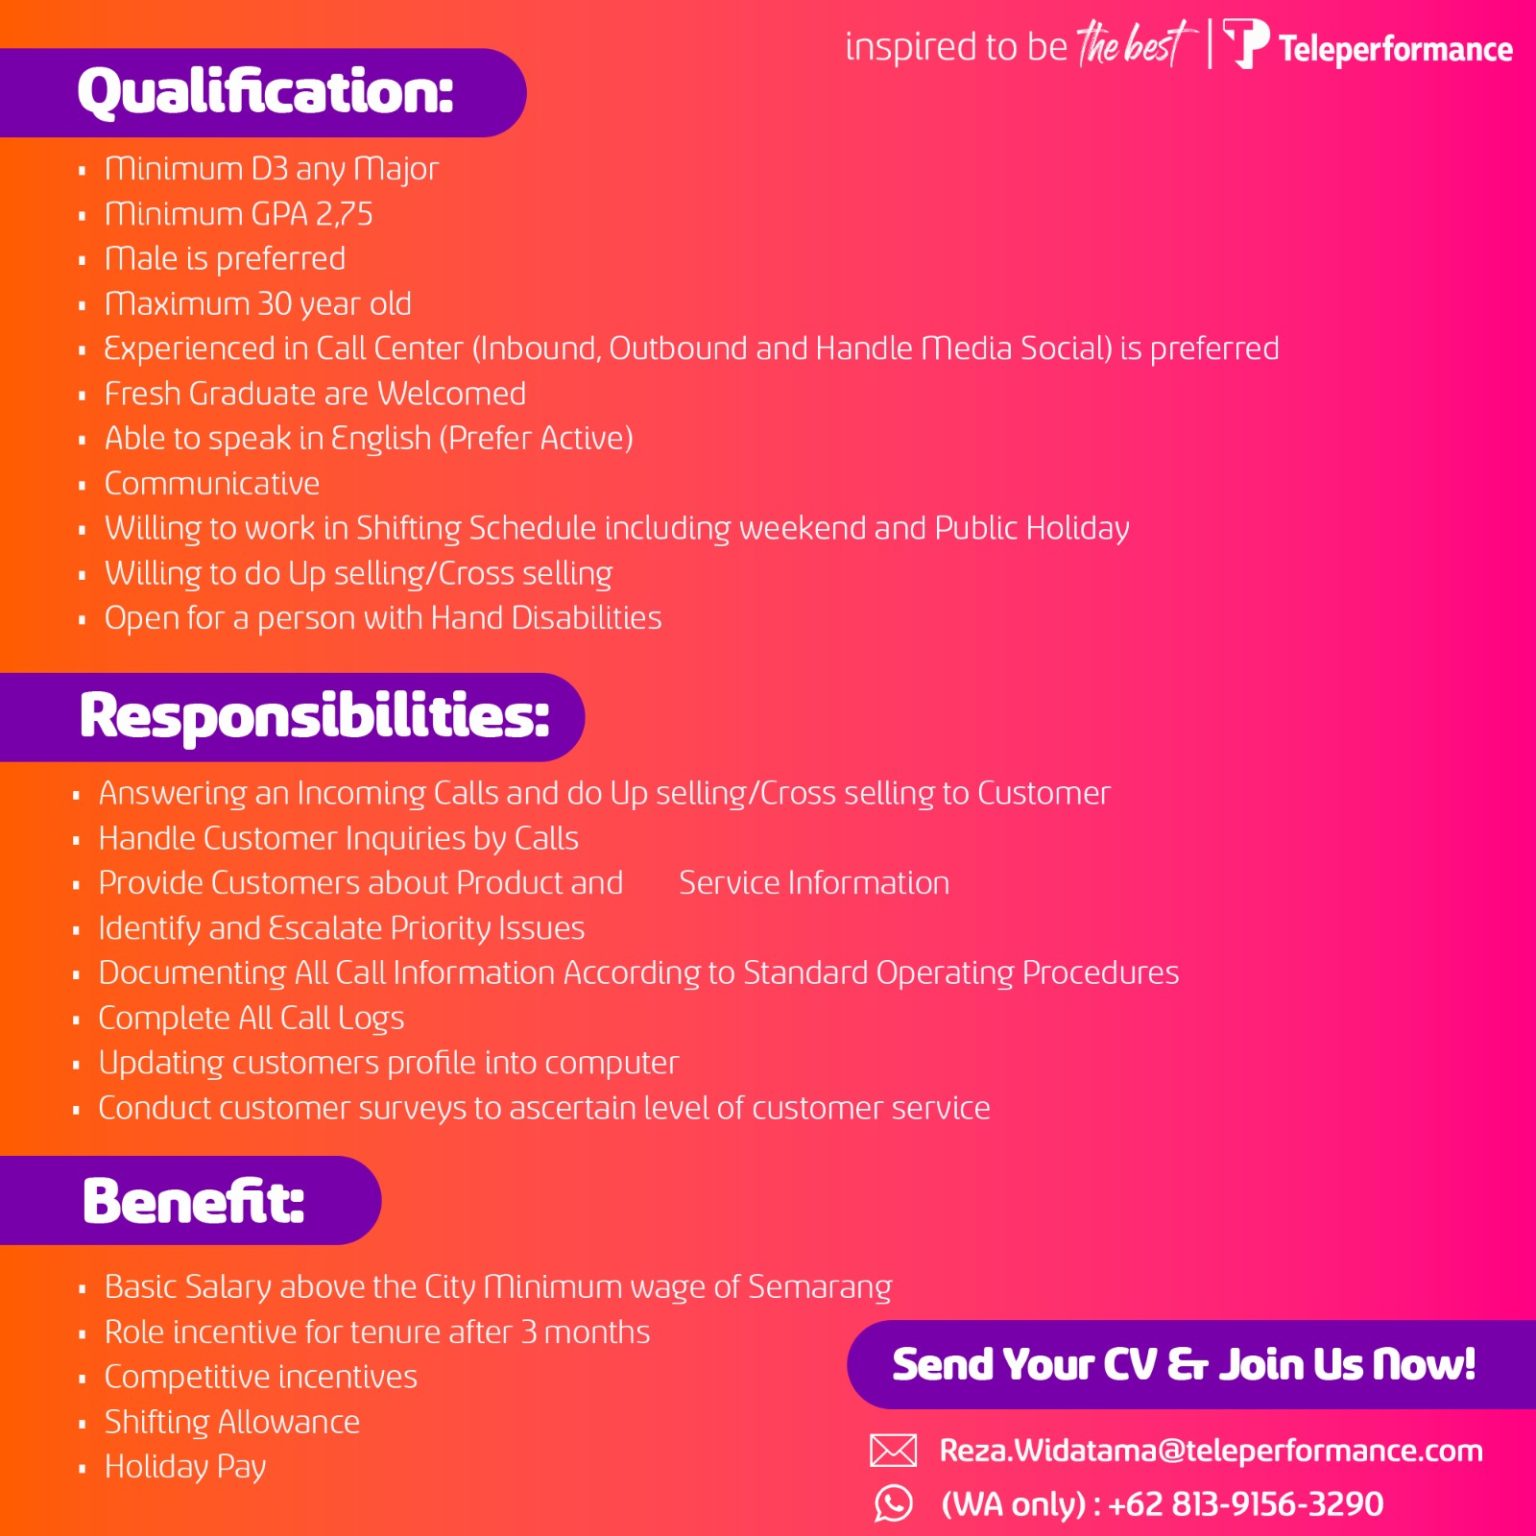 inspired to be the best | Teleperformance
Qualification:
▪ Minimum D3 any Major
▪ Minimum GPA 2,75
▪ Male is preferred
▪ Maximum 30 year old
▪ Experienced in Call Center (Inbound, Outbound and Handle Media Social) is preferred
▪ Fresh Graduate are Welcomed
▪ Able to speak in English (Prefer Active)
▪ Communicative
▪ Willing to work in Shifting Schedule including weekend and Public Holiday
▪ Willing to do Up selling/Cross selling
▪ Open for a person with Hand Disabilities
Responsibilities:
▪ Answering an Incoming Calls and do Up selling/Cross selling to Customer
▪ Handle Customer Inquiries by Calls
▪ Provide Customers about Product and Service Information
▪ Identify and Escalate Priority Issues
▪ Documenting All Call Information According to Standard Operating Procedures
▪ Complete All Call Logs
▪ Updating customers profile into computer
▪ Conduct customer surveys to ascertain level of customer service
Benefit:
▪ Basic Salary above the City Minimum wage of Semarang
▪ Role incentive for tenure after 3 months
▪ Competitive incentives
▪ Shifting Allowance
▪ Holiday Pay
Send Your CV & Join Us Now!
Reza.Widatama@teleperformance.com
(WA only) : +62 813-9156-3290